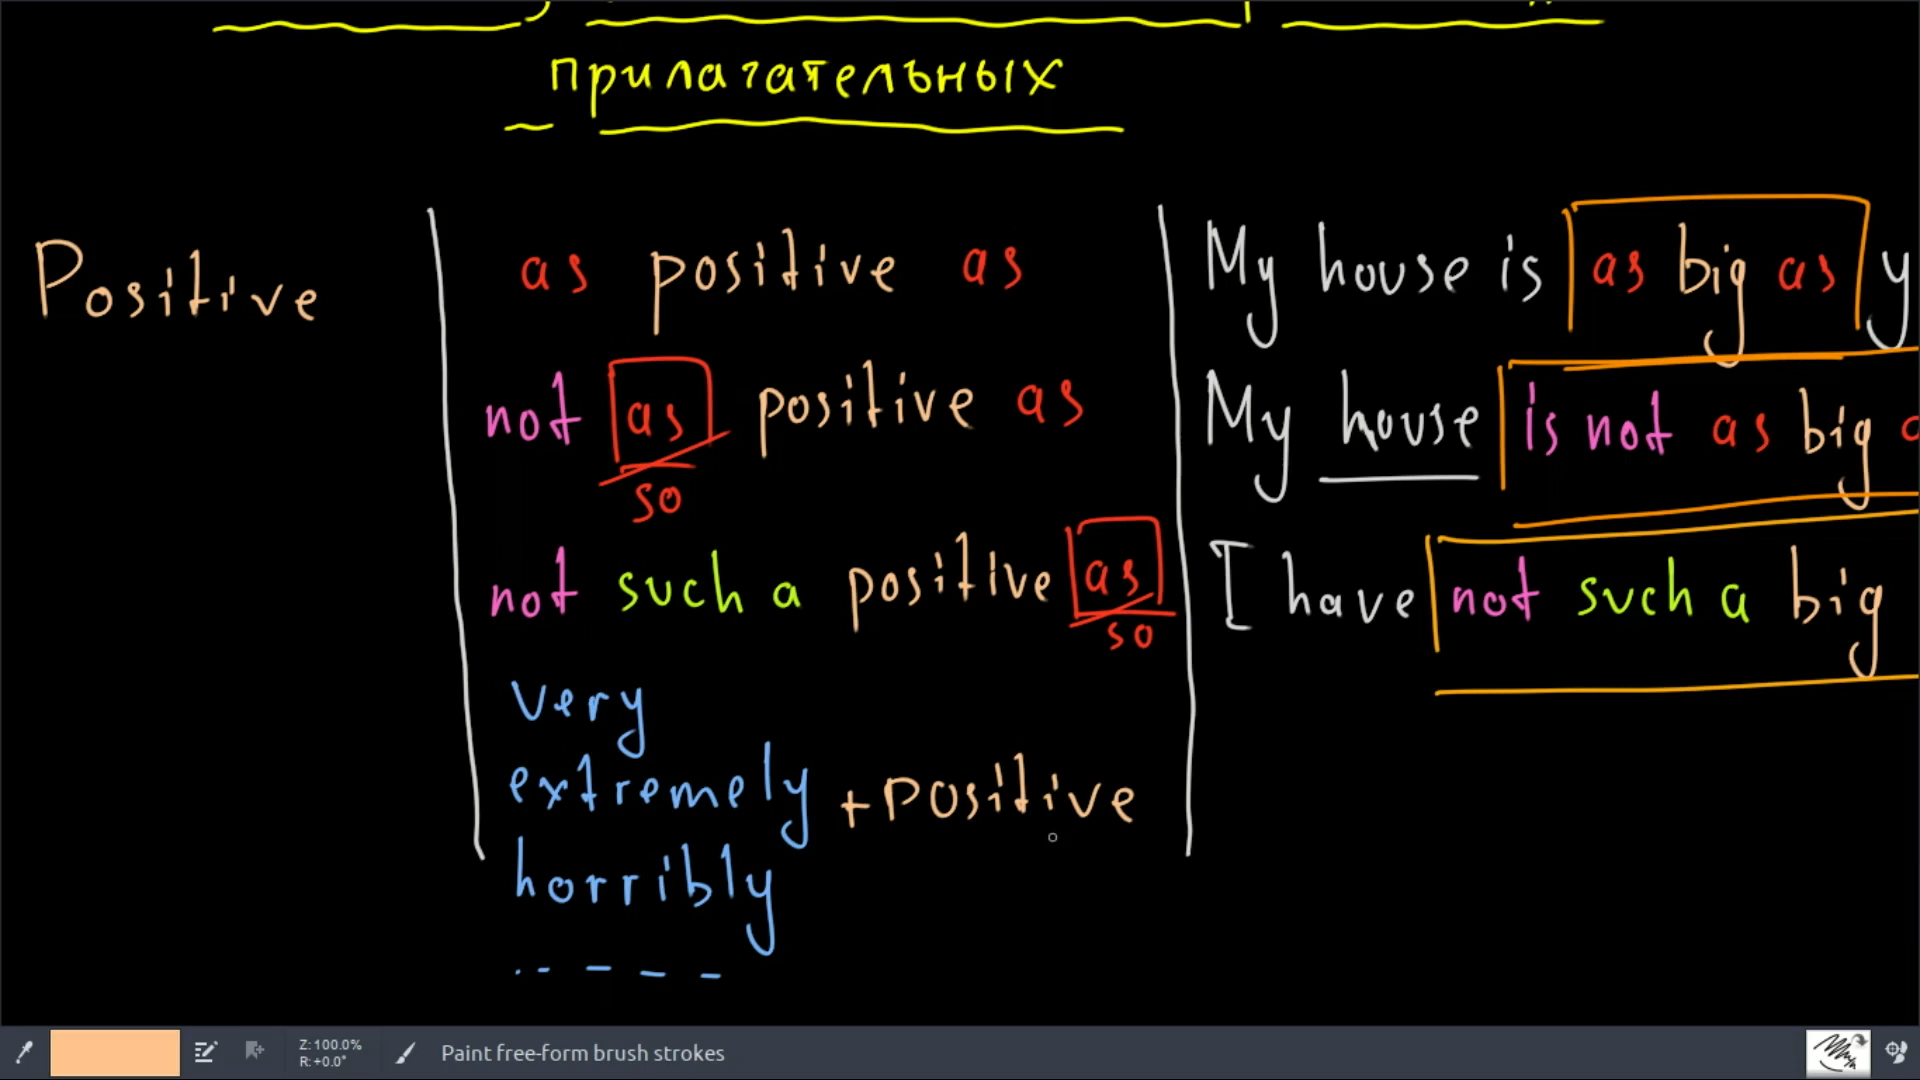 прилагательных
Positive
as positive as
not as positive as
so
not such a positive as
so
very
extremely
+ positive
horribly
My house is as big as
My house is not as big
I have not such a big
Z:100.0%
R:+0.0°
Paint free-form brush strokes